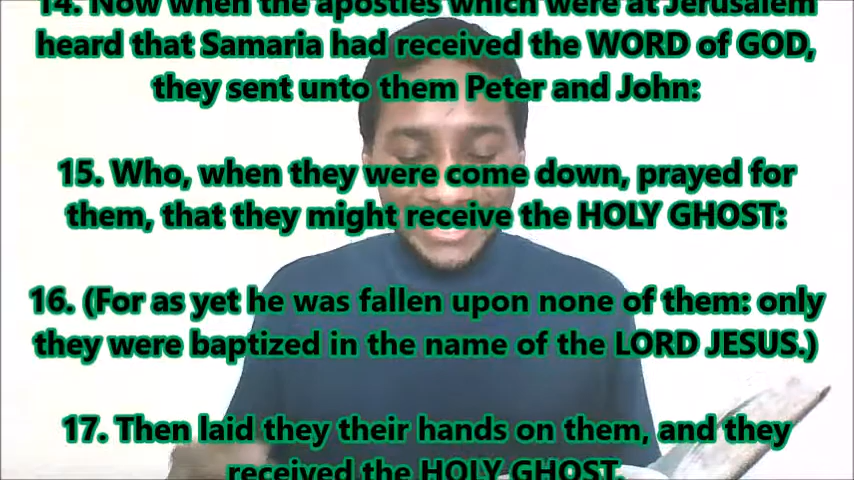 14. Now when the apostles which were at Jerusalem
heard that Samaria had received the WORD of GOD,
they sent unto them Peter and John:
15. Who, when they were come down, prayed for
them, that they might receive the HOLY GHOST:
16. (For as yet he was fallen upon none of them: only
they were baptized in the name of the LORD JESUS.)
17. Then laid they their hands on them, and they
received the HOLY GHOST.